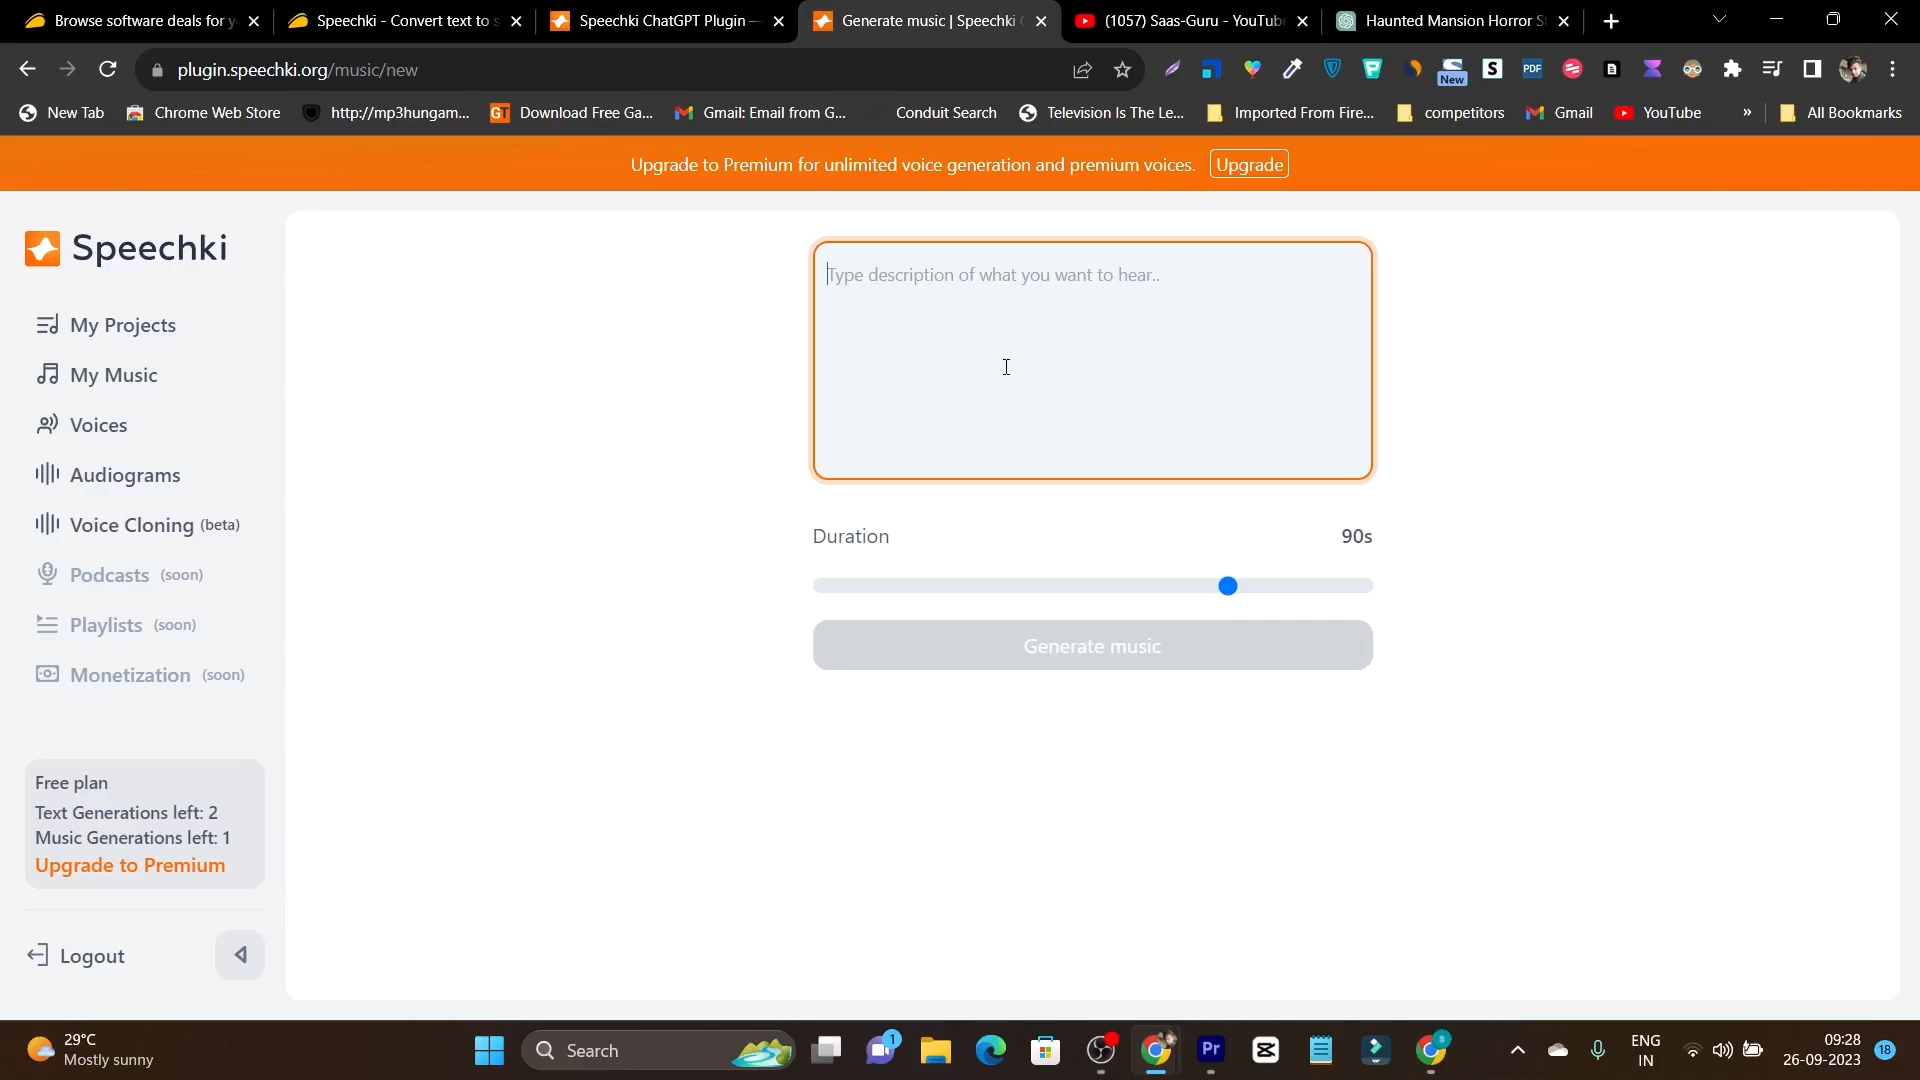 Browse software deals for y
Speechki - Convert text to s
Speechki ChatGPT Plugin —
Generate music | Speechki
(1057) Saas-Guru - YouTube
Haunted Mansion Horror S
plugin.speechki.org/music/new
New
PDF
New Tab
Chrome Web Store
http://mp3hungam...
GT
Download Free Ga...
Gmail: Email from G...
Conduit Search
Television Is The Le...
Imported From Fire...
competitors
Gmail
YouTube
»
All Bookmarks
Upgrade to Premium for unlimited voice generation and premium voices.
Upgrade
Speechki
My Projects
My Music
Voices
Audiograms
Voice Cloning (beta)
Podcasts (soon)
Playlists (soon)
Monetization (soon)
Free plan
Text Generations left: 2
Music Generations left: 1
Upgrade to Premium
Logout
Type description of what you want to hear..
Duration
90s
Generate music
29°C
Mostly sunny
Search
1
Pr
ENG
IN
09:28
26-09-2023
18